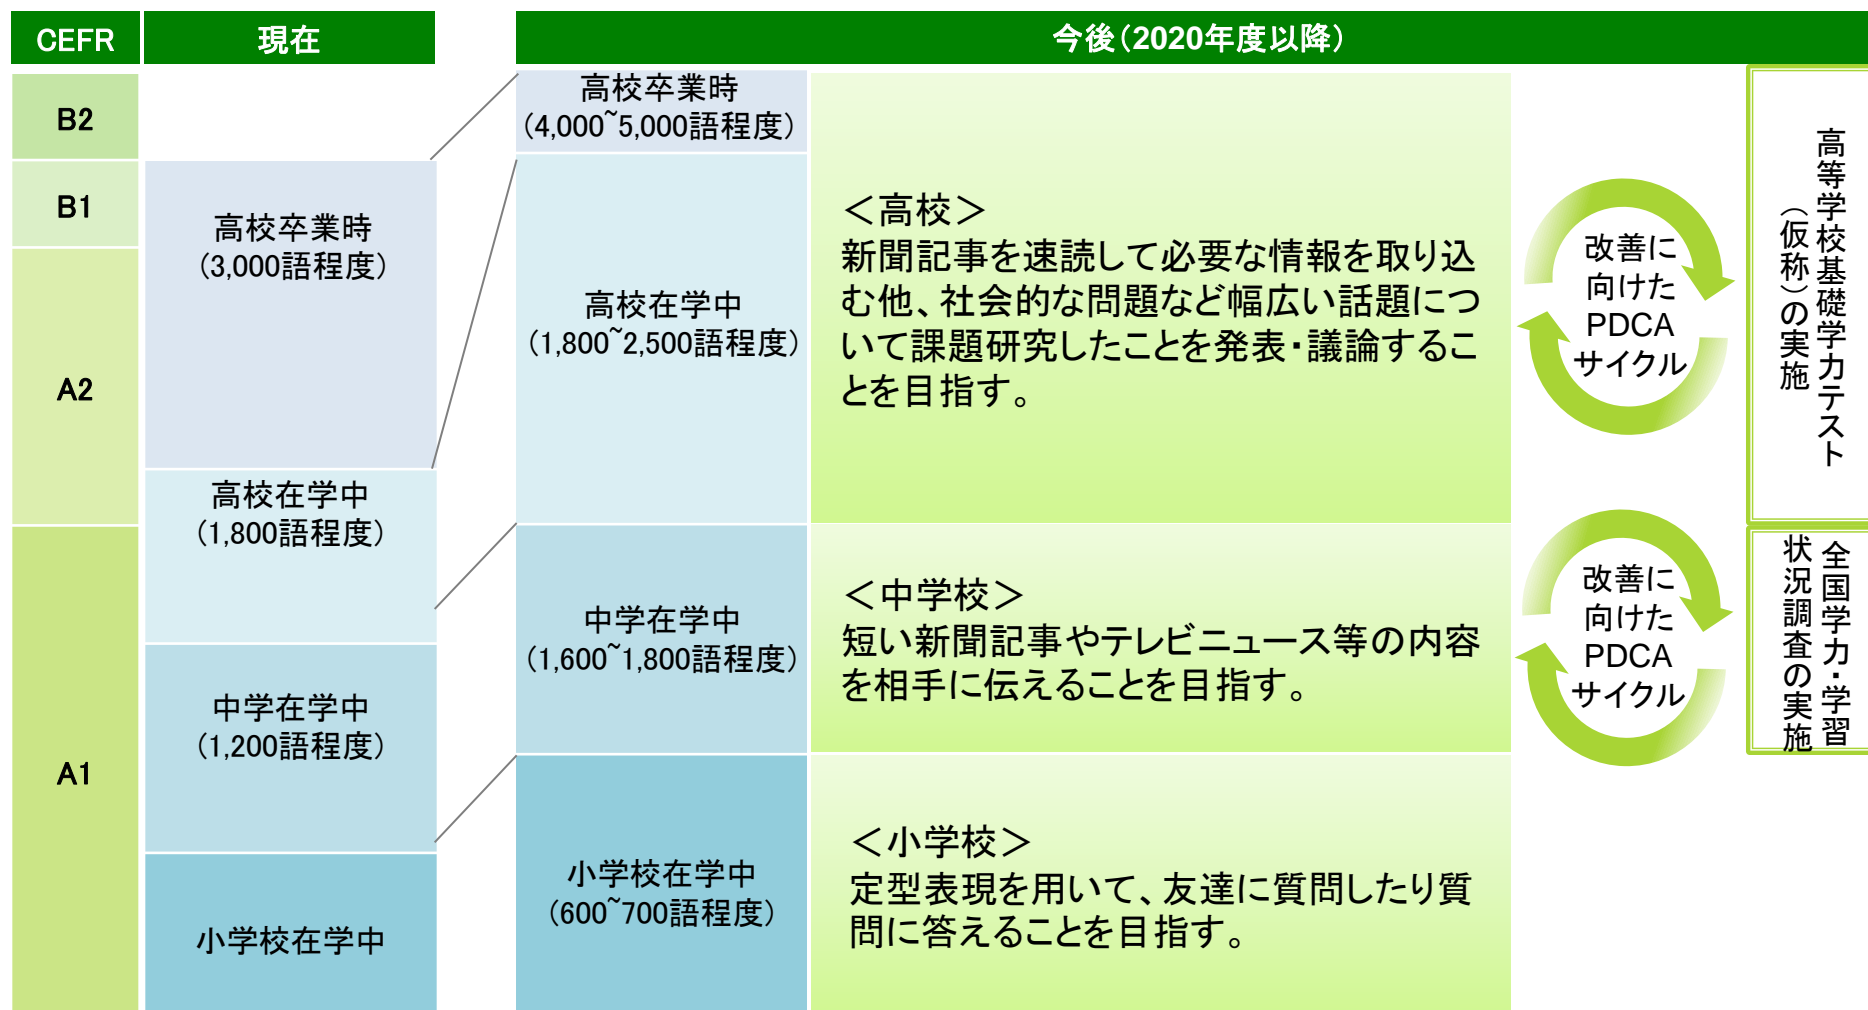 CEFR
現在
今後(2020年度以降)
B2
B1
A2
A1
高校卒業時
(3,000語程度)
高校在学中
(1,800語程度)
中学在学中
(1,200語程度)
小学校在学中
高校卒業時
(4,000~5,000語程度)
高校在学中
(1,800~2,500語程度)
中学在学中
(1,600~1,800語程度)
小学校在学中
(600~700語程度)
＜高校＞
新聞記事を速読して必要な情報を取り込
む他、社会的な問題など幅広い話題につ
いて課題研究したことを発表・議論するこ
とを目指す。
＜中学校＞
短い新聞記事やテレビニュース等の内容
を相手に伝えることを目指す。
＜小学校＞
定型表現を用いて、友達に質問したり質
問に答えることを目指す。
改善に
向けた
PDCA
サイクル
改善に
向けた
PDCA
サイクル
高等学校基礎学力テスト
(仮称)の実施
全国学力・学習
状況調査の実施